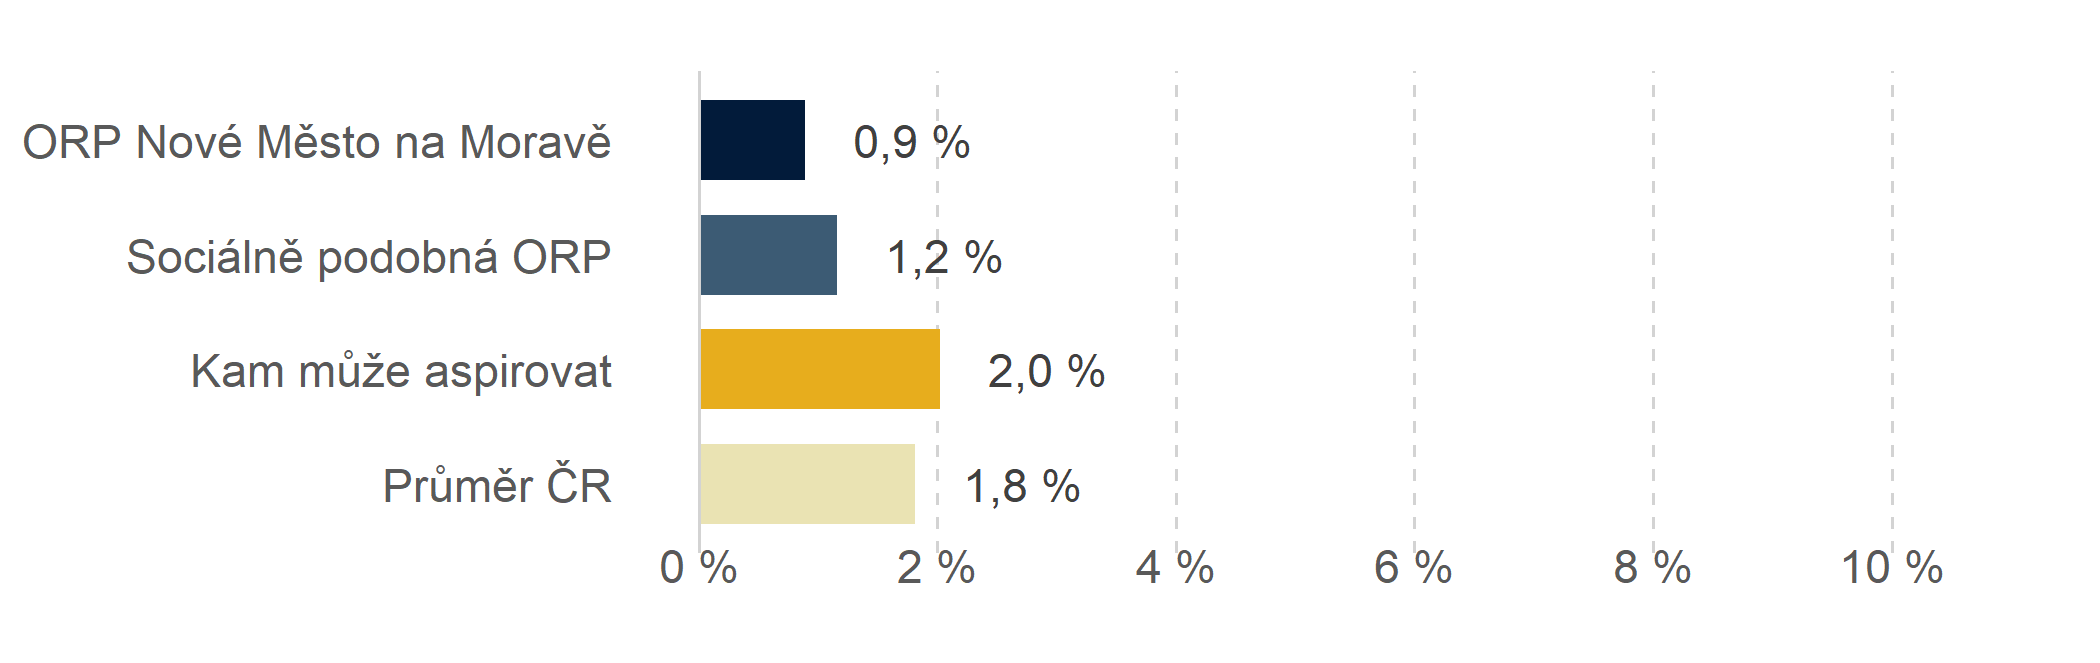 ORP Nové Město na Moravě
0,9 %
Sociálně podobná ORP
1,2 %
Kam může aspirovat
2,0 %
Průměr ČR
1,8 %
0 %
2 %
4 %
6 %
8 %
10 %